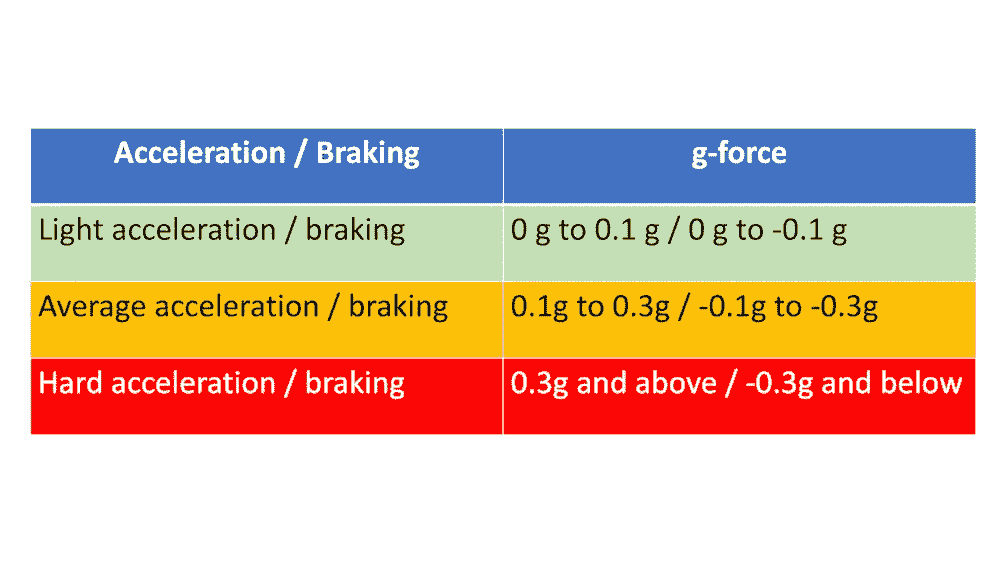 Acceleration / Braking
g-force
Light acceleration / braking
0 g to 0.1 g / 0 g to -0.1 g
Average acceleration / braking
0.1g to 0.3g / -0.1g to -0.3g
Hard acceleration / braking
0.3g and above / -0.3g and below